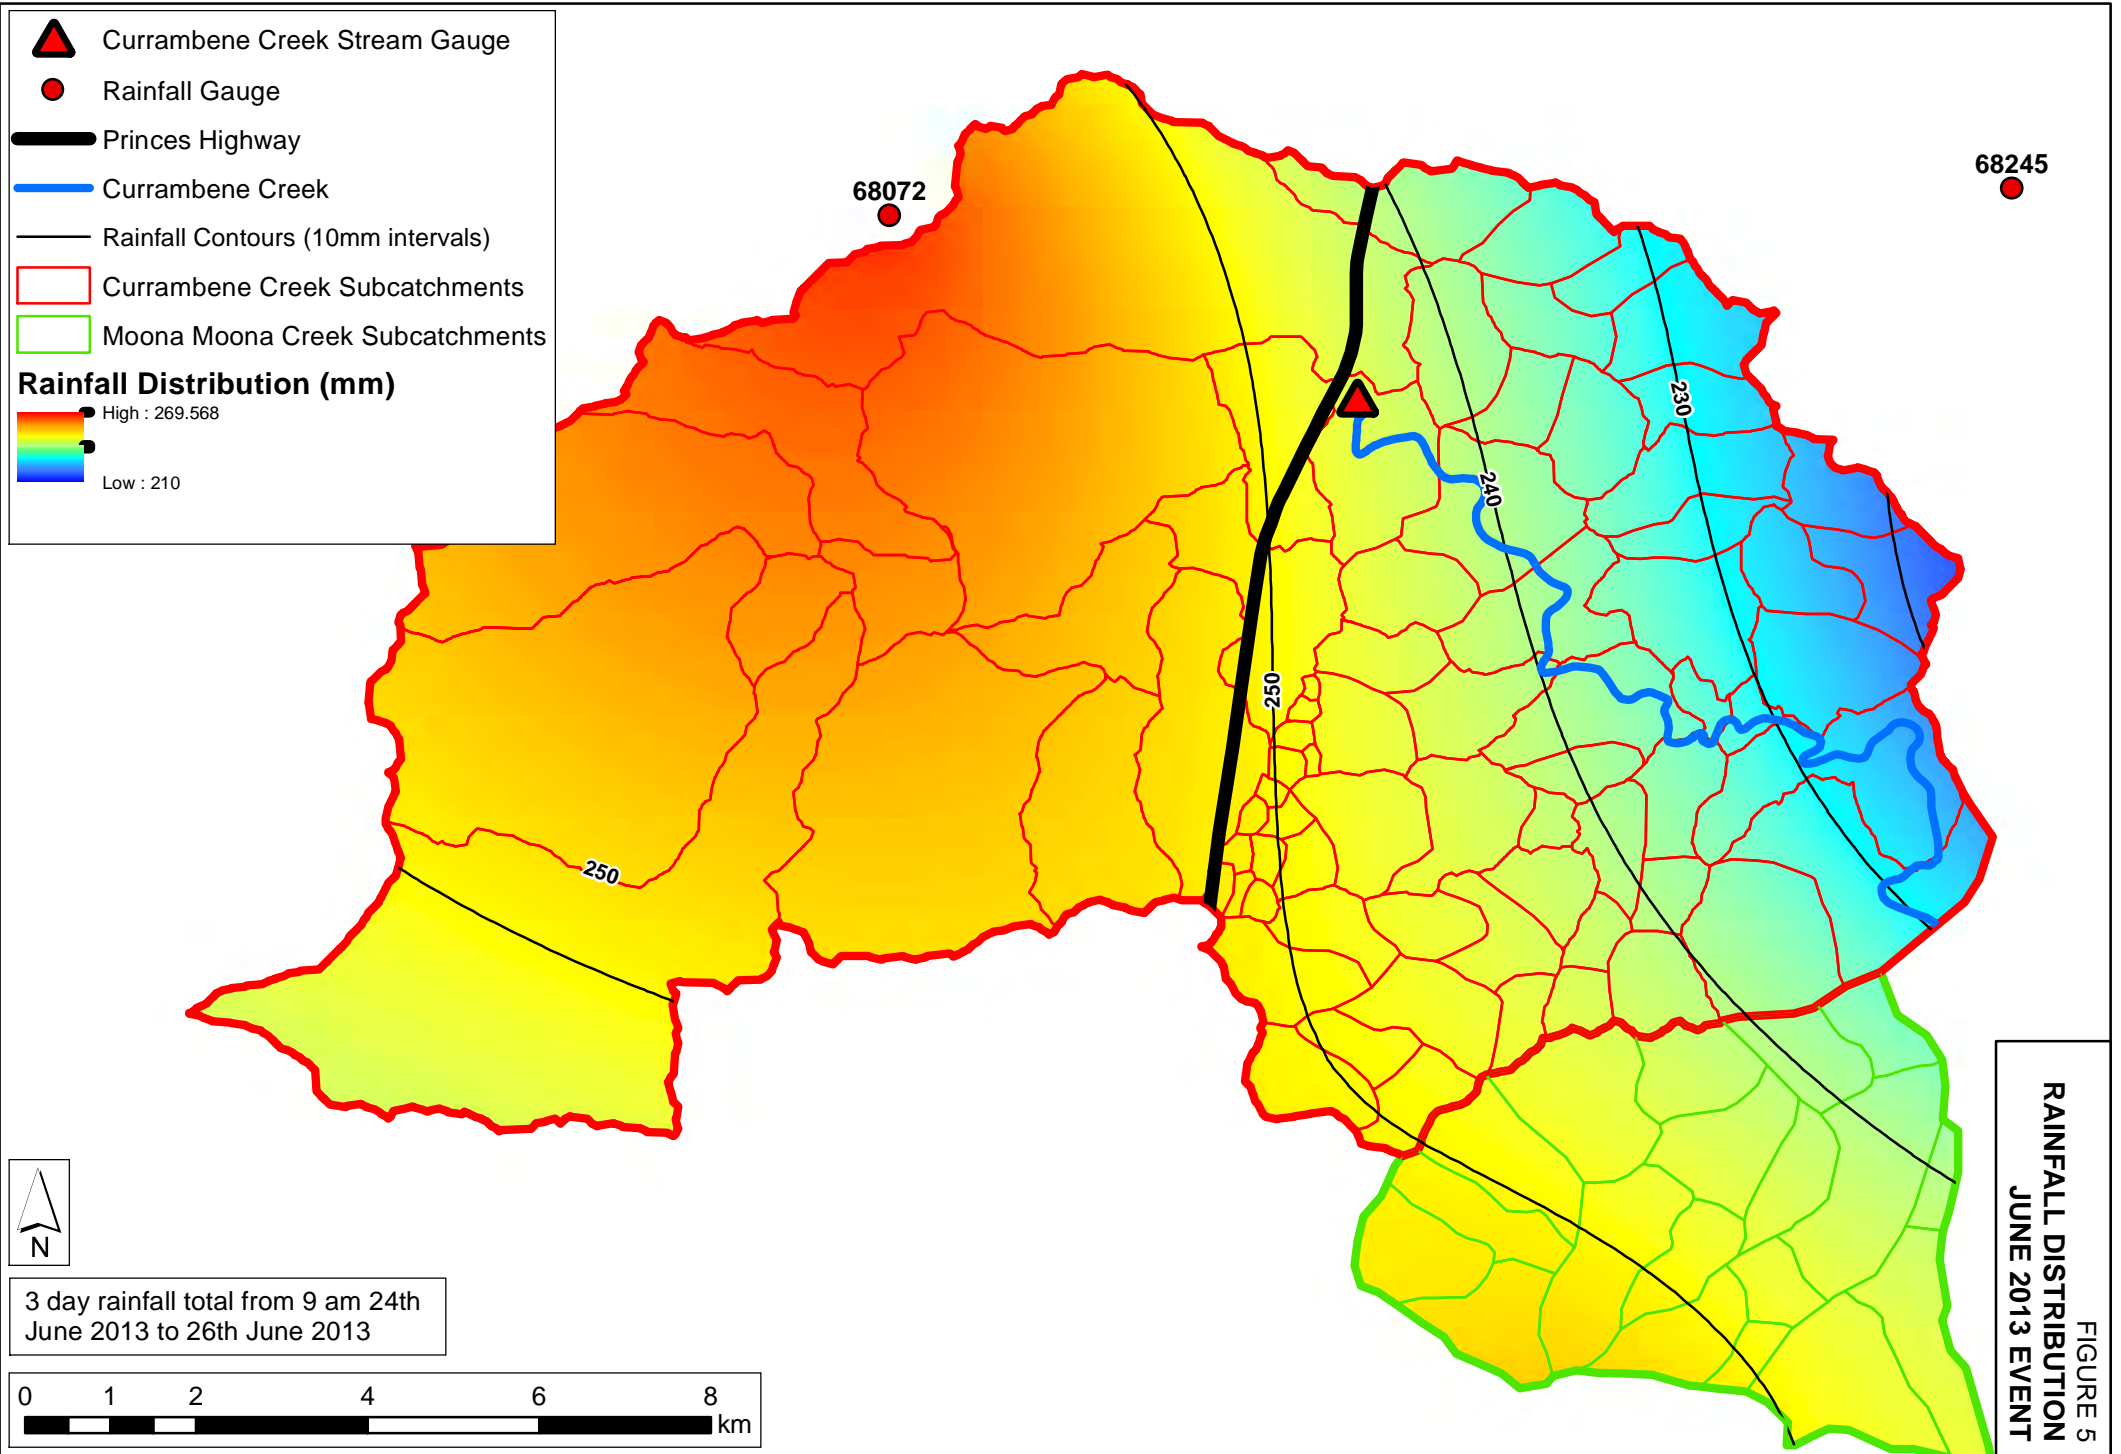 Currambene Creek Stream Gauge
Rainfall Gauge
Princes Highway
Currambene Creek
Rainfall Contours (10mm intervals)
Currambene Creek Subcatchments
Moona Moona Creek Subcatchments
Rainfall Distribution (mm)
High : 269.568
Low : 210
68072
68245
230
240
250
250
N
3 day rainfall total from 9 am 24th
June 2013 to 26th June 2013
0 1 2 4 6 8
km
FIGURE 5
RAINFALL DISTRIBUTION
JUNE 2013 EVENT